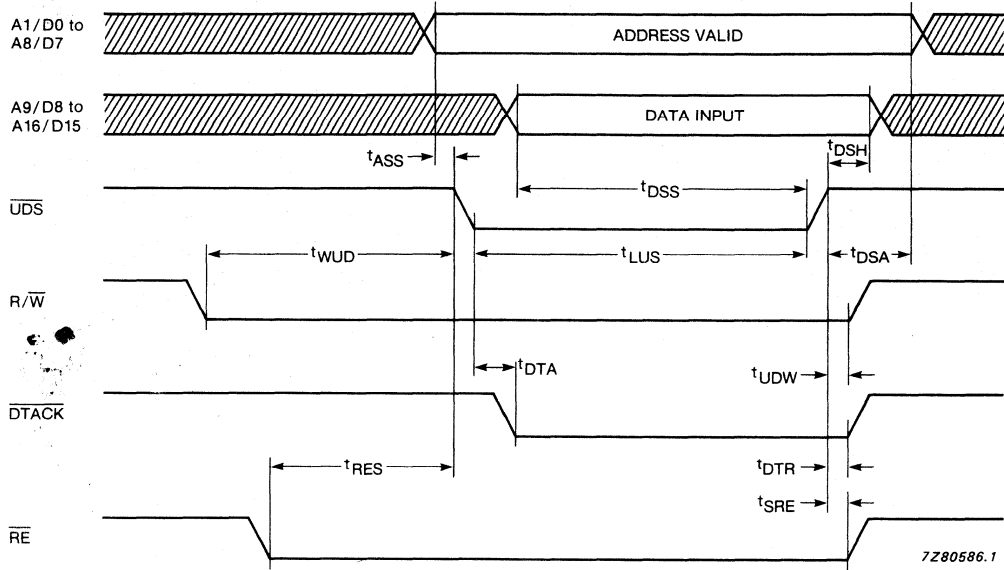 A1/D0 to
A8/D7
ADDRESS VALID
A9/D8 to
A16/D15
DATA INPUT
tASS
tDSH
UDS
tDSS
tWUD
tLUS
tDSA
R/W
tDTA
tUDW
DTACK
tRES
tDTR
tSRE
RE
7Z80586.1